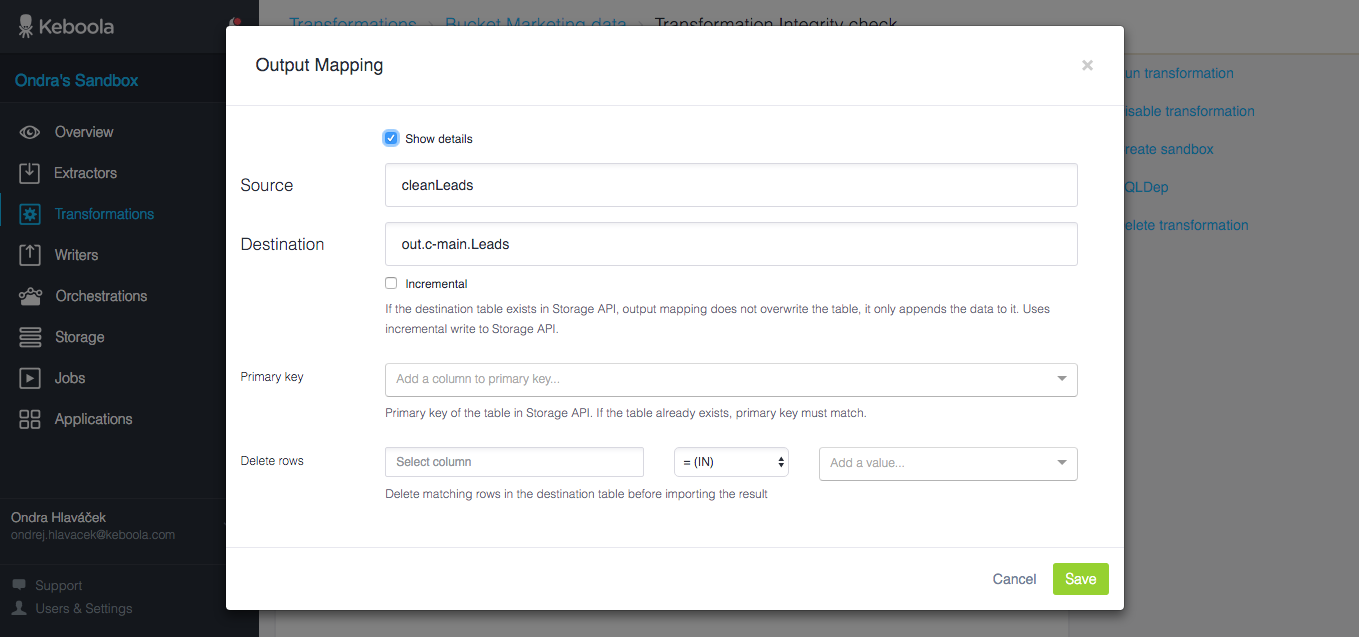 Keboola
Transformations > Bucket Marketing data > Transformation Integrity check
Ondra's Sandbox
Overview
Extractors
Transformations
Writers
Orchestrations
Storage
Jobs
Applications
Ondra Hlaváček
ondrej.hlavacek@keboola.com
Support
Users & Settings
Output Mapping
×
Show details
Source
cleanLeads
Destination
out.c-main.Leads
Incremental
If the destination table exists in Storage API, output mapping does not overwrite the table, it only appends the data to it. Uses
incremental write to Storage API.
Primary key
Add a column to primary key...
Primary key of the table in Storage API. If the table already exists, primary key must match.
Delete rows
Select column
= (IN)
Add a value...
Delete matching rows in the destination table before importing the result
Cancel
Save
un transformation
isable transformation
reate sandbox
QLDep
elete transformation